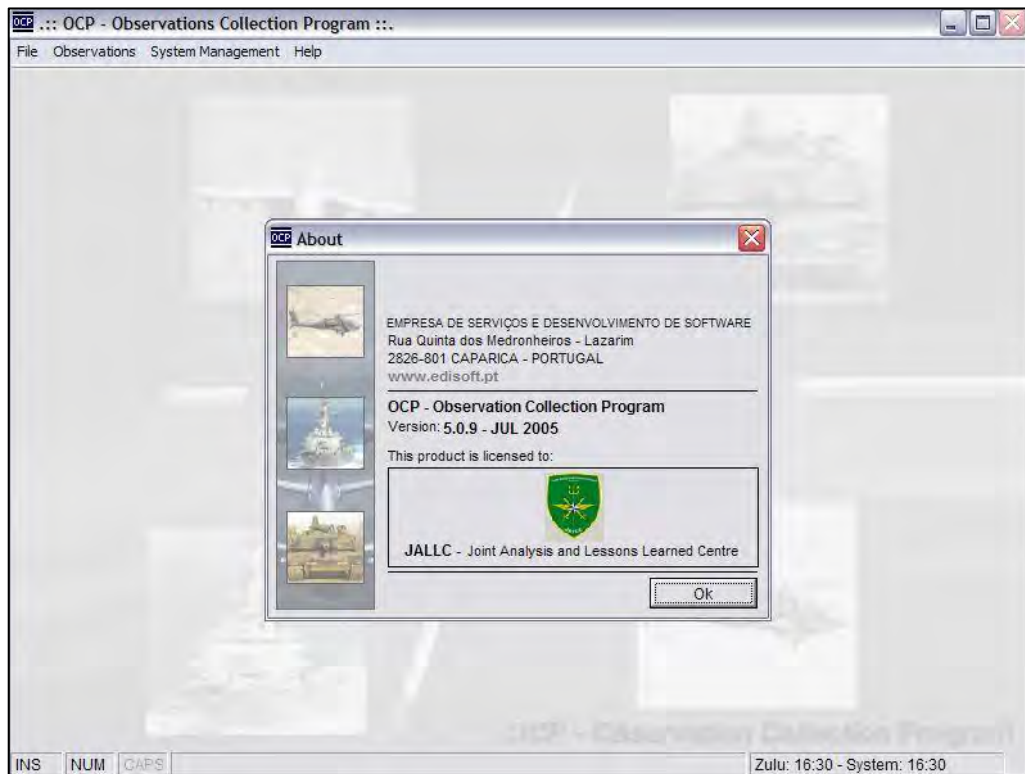 OCP .:: OCP - Observations Collection Program ::.
File Observations System Management Help
OCP About
EMPRESA DE SERVIÇOS E DESENVOLVIMENTO DE SOFTWARE
Rua Quinta dos Medronheiros - Lazarim
2826-801 CAPARICA - PORTUGAL
www.edisoft.pt
OCP - Observation Collection Program
Version: 5.0.9 - JUL 2005
This product is licensed to:
JALLC
JALLC - Joint Analysis and Lessons Learned Centre
Ok
OCP - Observation Collection Program
INS NUM CAPS Zulu: 16:30 - System: 16:30